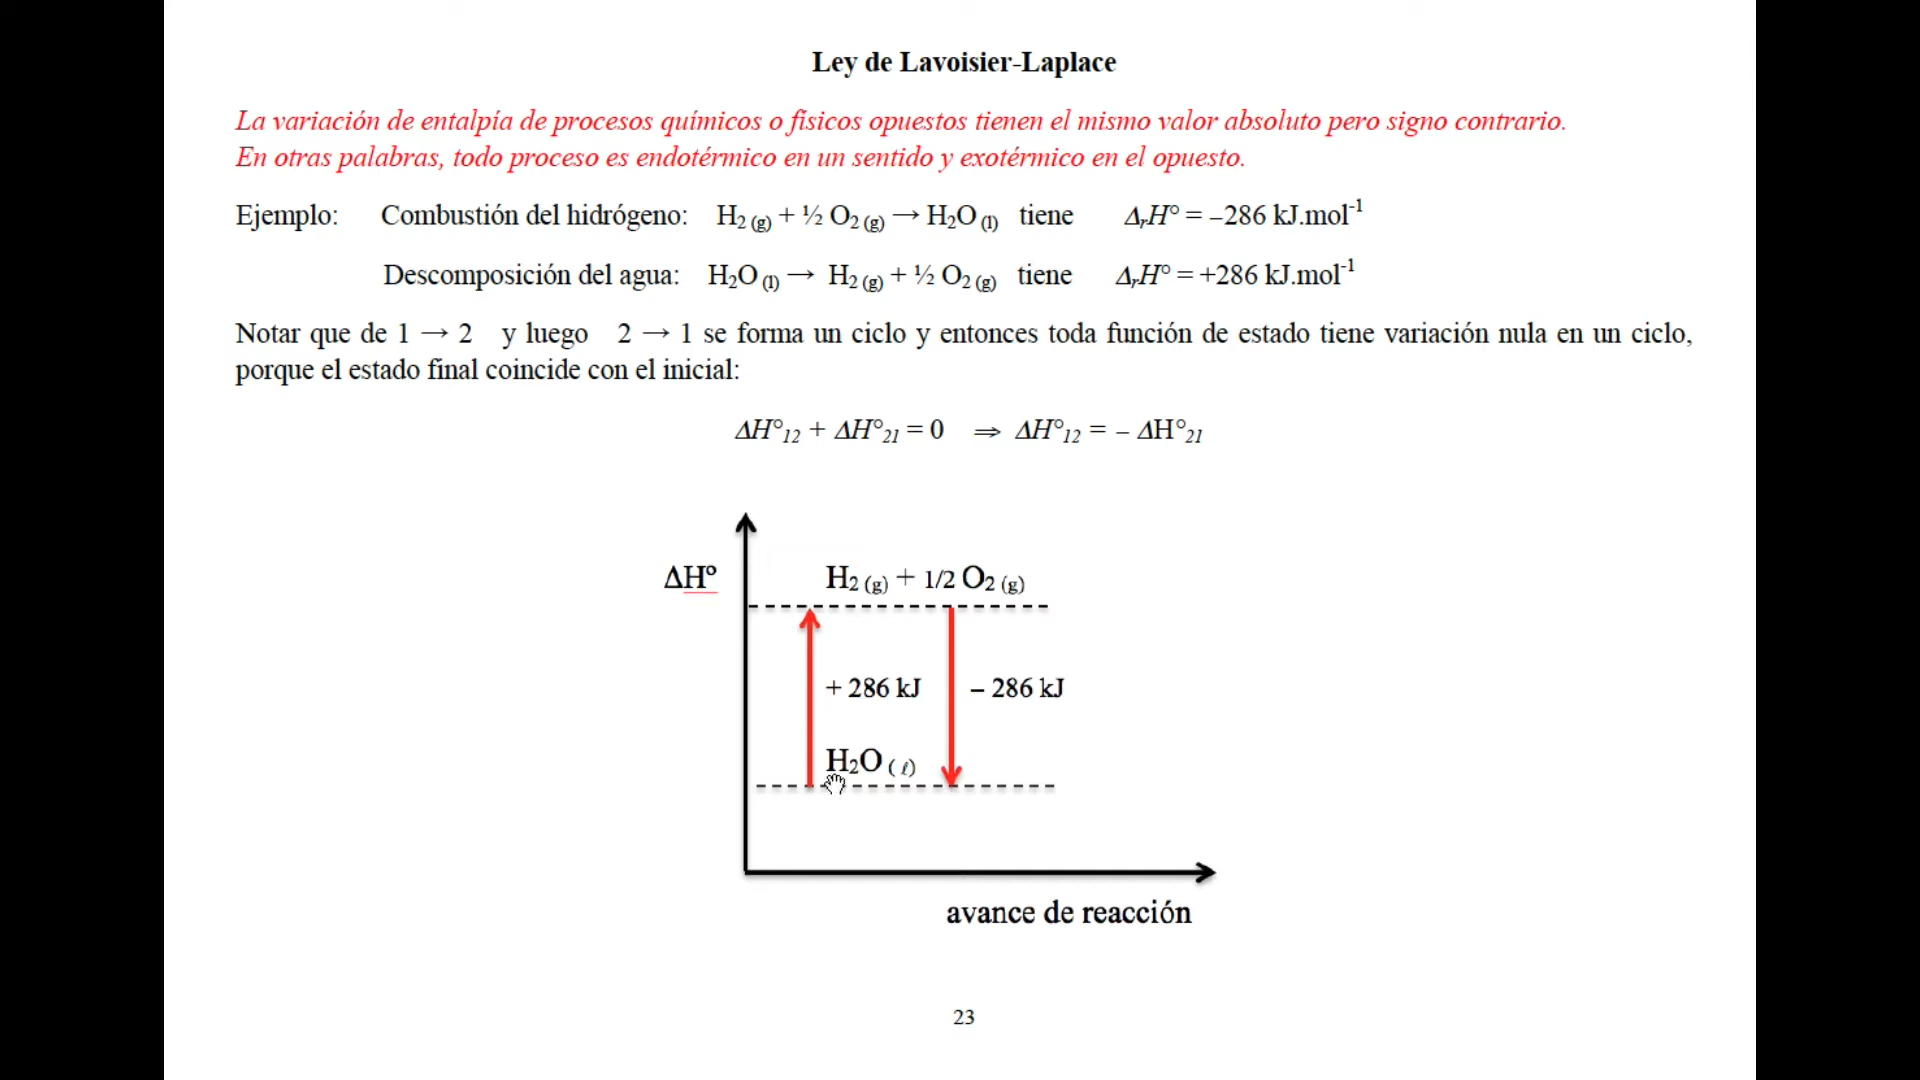 Ley de Lavoisier-Laplace
La variación de entalpía de procesos químicos o físicos opuestos tienen el mismo valor absoluto pero signo contrario.
En otras palabras, todo proceso es endotérmico en un sentido y exotérmico en el opuesto.
Ejemplo: Combustión del hidrógeno: H2 (g) + ½ O2 (g) → H2O (l) tiene ΔrH° = –286 kJ.mol-1
Descomposición del agua: H2O (l) → H2 (g) + ½ O2 (g) tiene ΔrH° = +286 kJ.mol-1
Notar que de 1 → 2 y luego 2 → 1 se forma un ciclo y entonces toda función de estado tiene variación nula en un ciclo,
porque el estado final coincide con el inicial:
ΔH°12 + ΔH°21 = 0 ⇒ ΔH°12 = – ΔH°21
ΔHº H2 (g) + 1/2 O2 (g)
+ 286 kJ – 286 kJ
H2O (ℓ)
avance de reacción
23